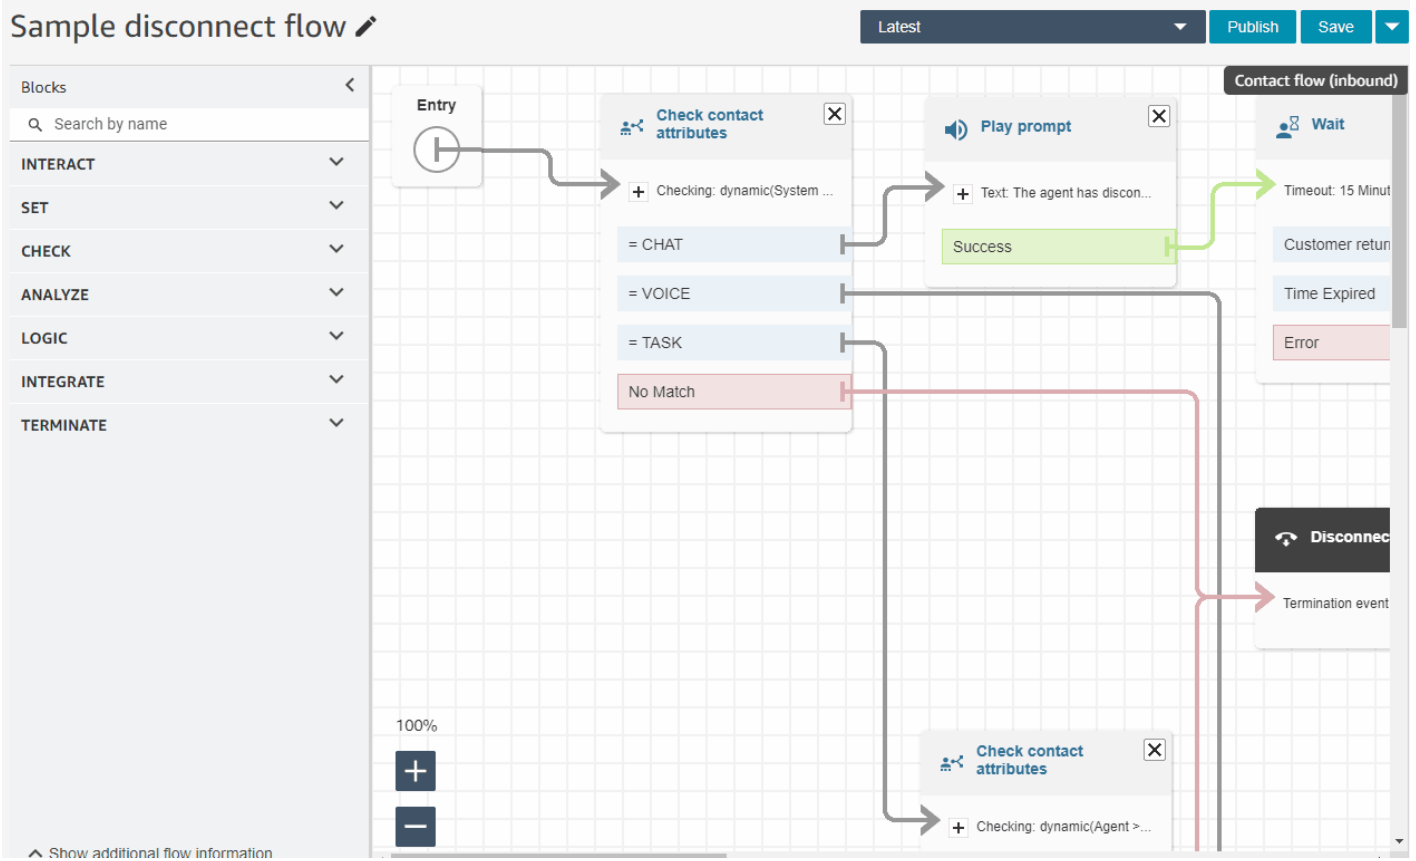 Sample disconnect flow
Latest
Publish
Save
Blocks
Search by name
INTERACT
SET
CHECK
ANALYZE
LOGIC
INTEGRATE
TERMINATE
Show additional flow information
Contact flow (inbound)
Entry
Check contact
attributes
Checking: dynamic(System ...
= CHAT
= VOICE
= TASK
No Match
Play prompt
Text: The agent has discon...
Success
Wait
Timeout: 15 Minut
Customer return
Time Expired
Error
Disconnec
Termination event
100%
Check contact
attributes
Checking: dynamic(Agent >...